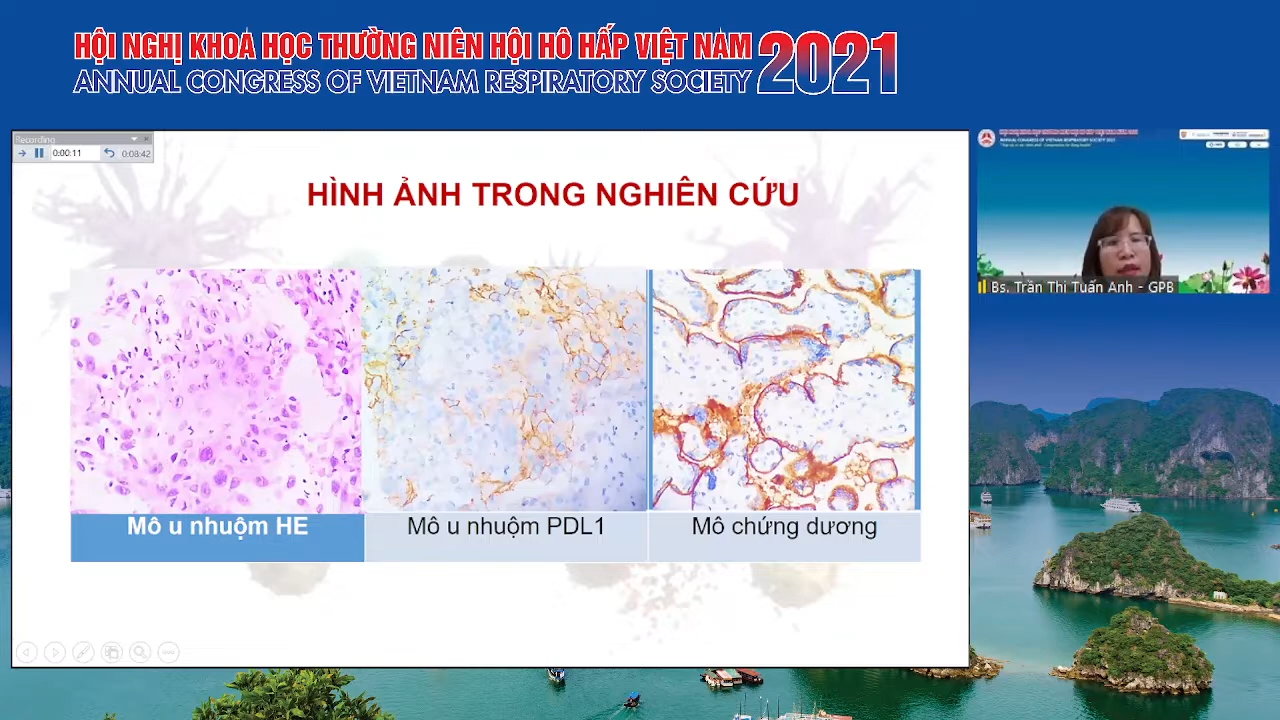 HỘI NGHỊ KHOA HỌC THƯỜNG NIÊN HỘI HÔ HẤP VIỆT NAM 2021
ANNUAL CONGRESS OF VIETNAM RESPIRATORY SOCIETY
Recording
0:00:11
0:08:42
HÌNH ẢNH TRONG NGHIÊN CỨU
Mô u nhuộm HE
Mô u nhuộm PDL1
Mô chứng dương
Bs. Trần Thị Tuấn Anh - GPB